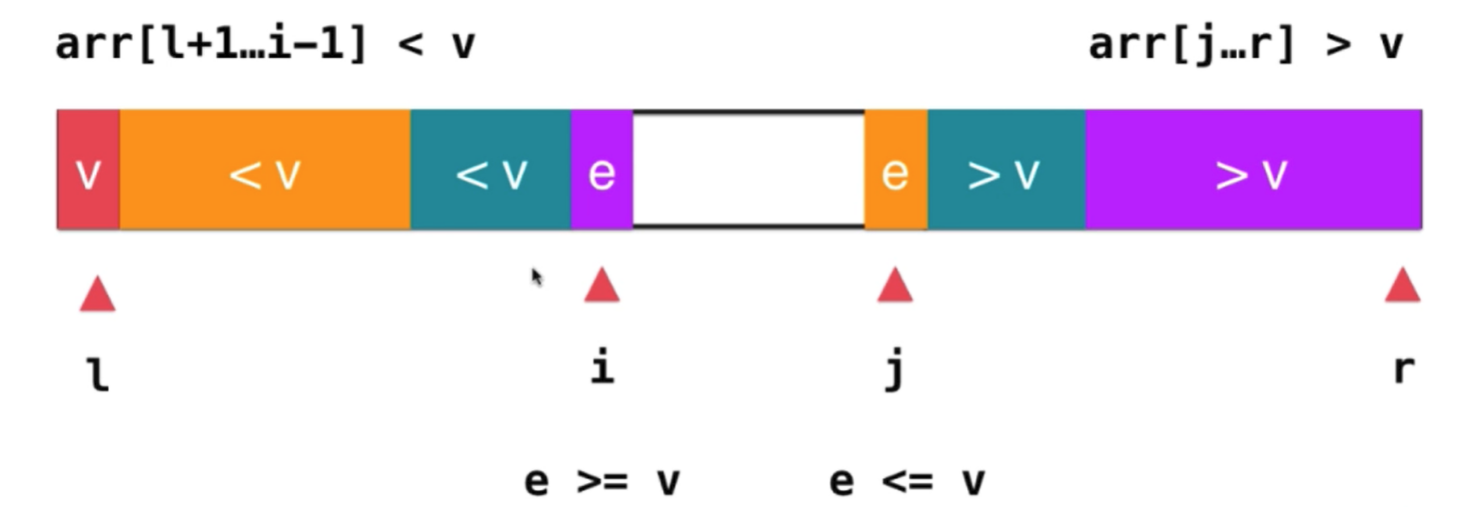 arr[l+1…i-1] < v arr[j…r] > v
v < v < v e e > v > v
l i j r
e >= v e <= v